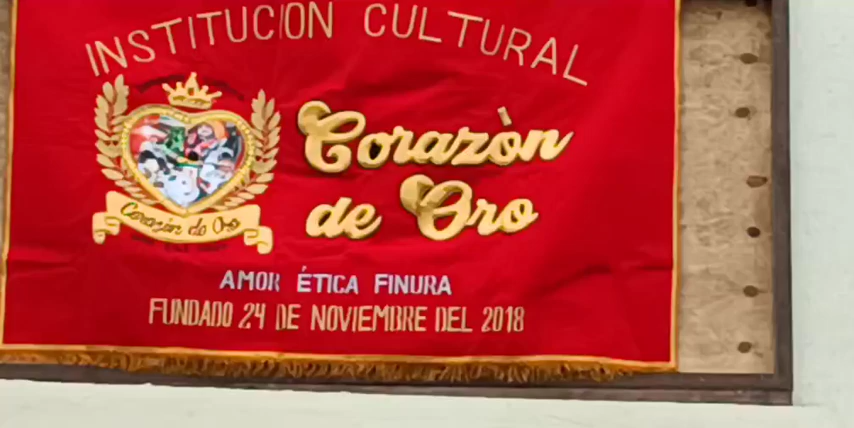 INSTITUCION CULTURAL
Corazòn
de Oro
Corazón de Oro
AMOR ÉTICA FINURA
FUNDADO 24 DE NOVIEMBRE DEL 2018